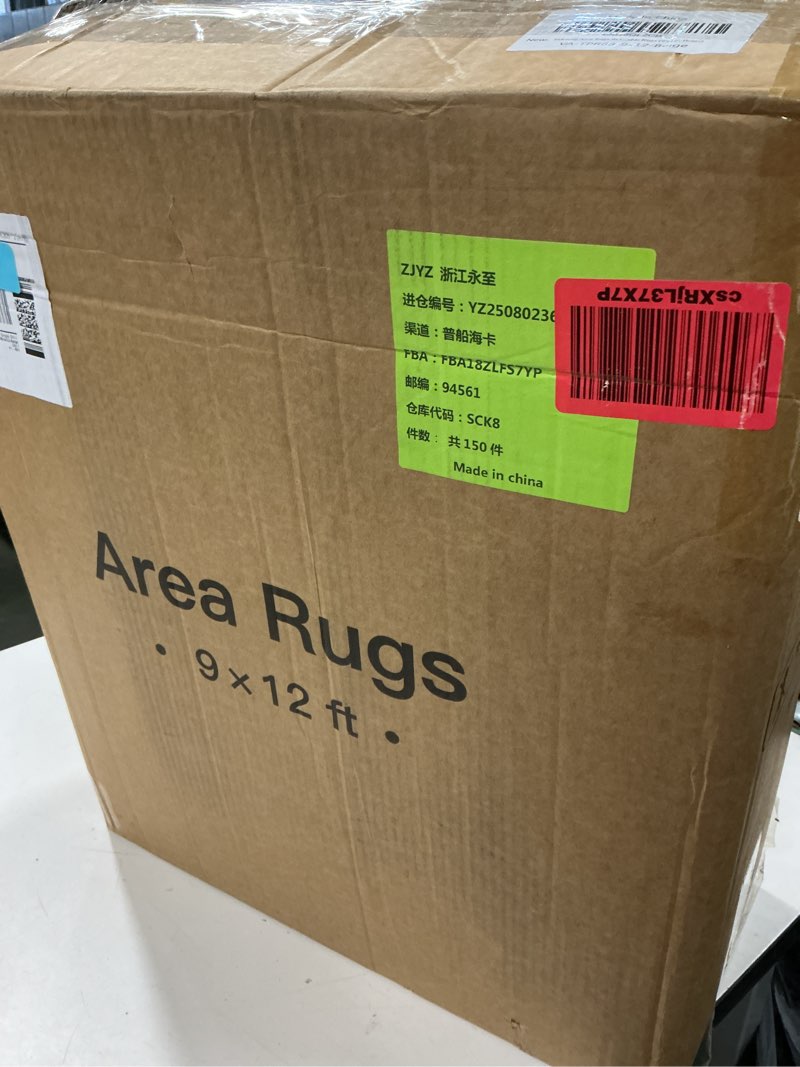 ZJYZ 浙江永至
进仓编号：YZ25080236
渠道：普船海卡
FBA：FBA18ZLFS7YP
邮编：94561
仓库代码：SCK8
件数： 共150件
Made in china
csXRjL37X7P
Area Rugs
• 9×12 ft •